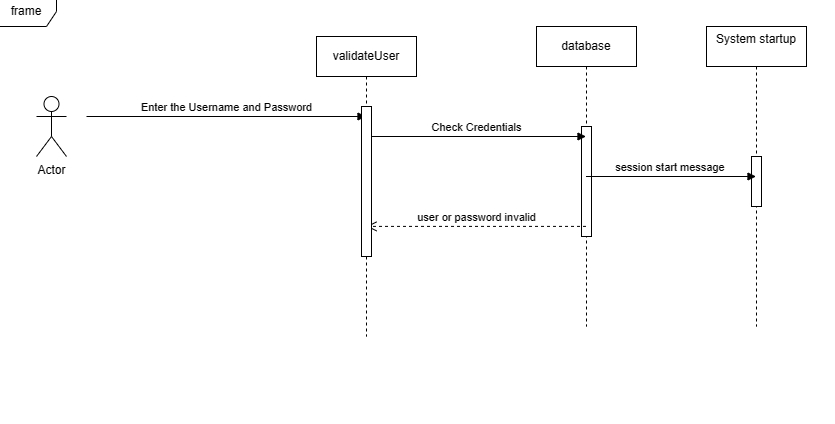 frame
validateUser
database
System startup
Enter the Username and Password
Check Credentials
Actor
session start message
user or password invalid